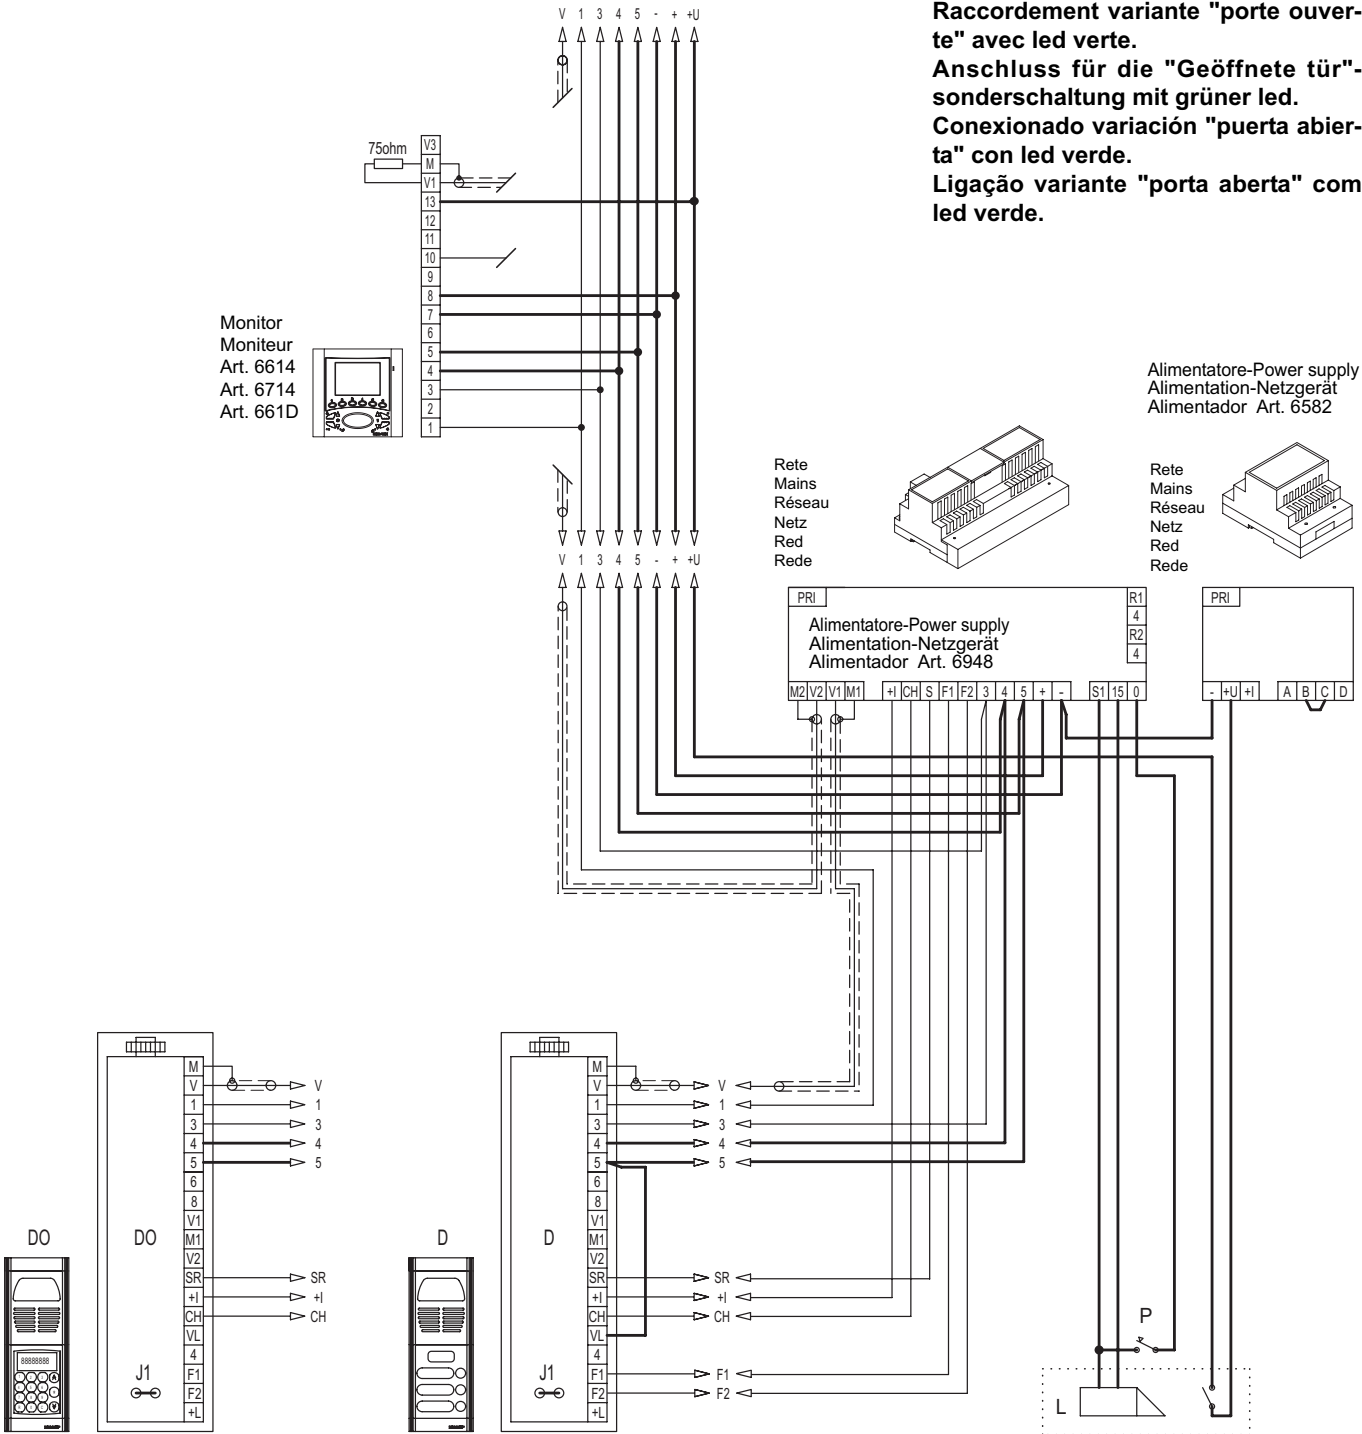 V 1 3 4 5 - + +U
Raccordement variante "porte ouver-
te" avec led verte.
Anschluss für die "Geöffnete tür"-
sonderschaltung mit grüner led.
Conexionado variación "puerta abier-
ta" con led verde.
Ligação variante "porta aberta" com
led verde.
75ohm
V3
M
V1
13
12
11
10
9
8
7
6
5
4
3
2
1
Monitor
Moniteur
Art. 6614
Art. 6714
Art. 661D
Alimentatore-Power supply
Alimentation-Netzgerät
Alimentador Art. 6582
Rete
Mains
Réseau
Netz
Red
Rede
Rete
Mains
Réseau
Netz
Red
Rede
V 1 3 4 5 - + +U
PRI
R1
4
R2
4
Alimentatore-Power supply
Alimentation-Netzgerät
Alimentador Art. 6948
M2 V2 V1 M1 +I CH S F1 F2 3 4 5 + - S1 15 0
PRI
- +U +I A B C D
M
V V
1 1
3 3
4 4
5 5
6
8
V1
M1
V2
SR SR
+I +I
CH CH
VL
4
F1
F2
+L
DO
DO
J1
88888888
M
V V
1 1
3 3
4 4
5 5
6
8
V1
M1
V2
SR SR
+I +I
CH CH
VL
4
F1 F1
F2 F2
+L
D
D
J1
P
L